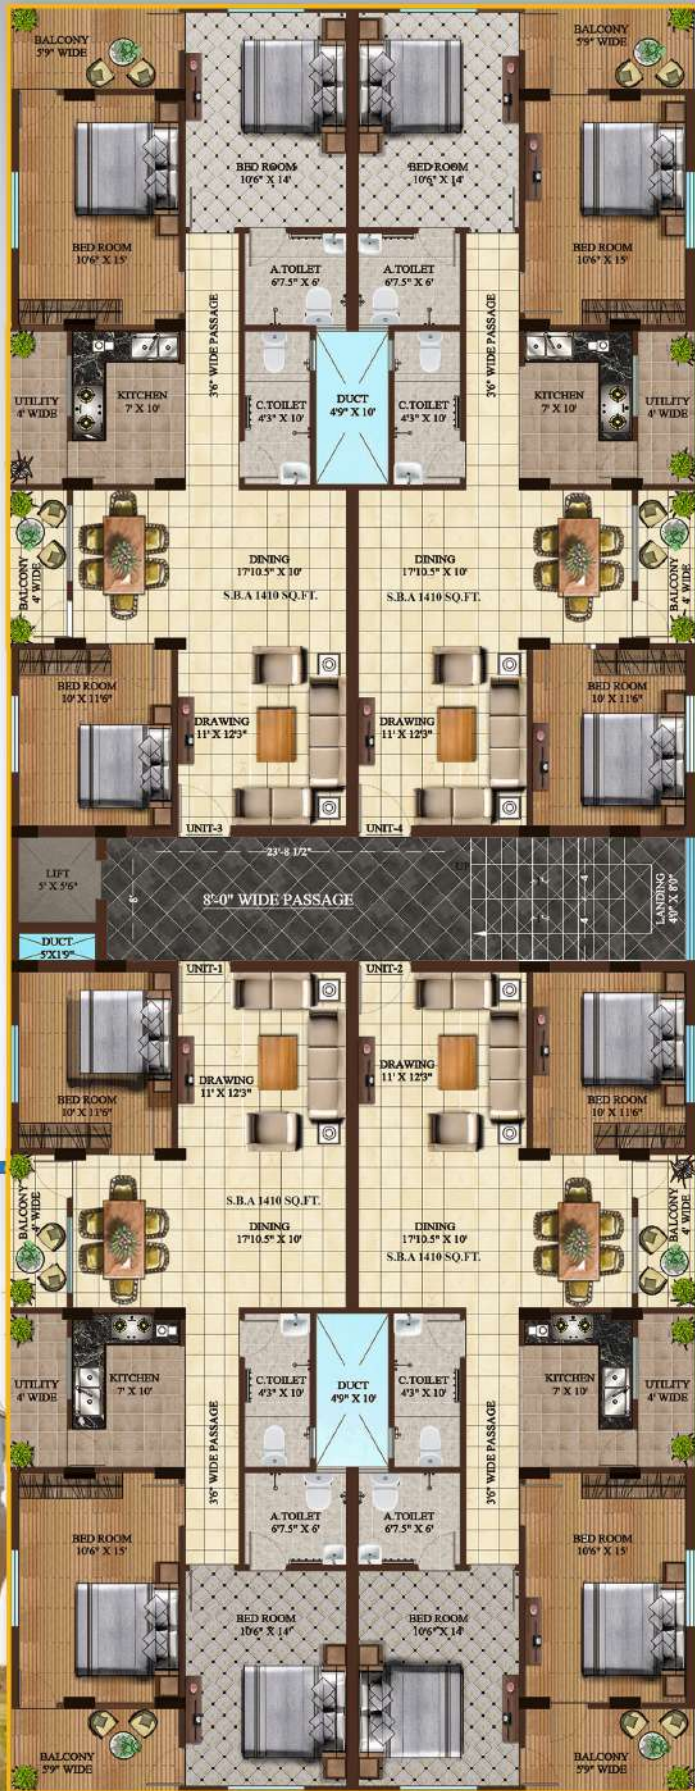 BALCONY
5'9" WIDE
BALCONY
5'9" WIDE
BED ROOM
10'6" X 14'
BED ROOM
10'6" X 14'
BED ROOM
10'6" X 15'
BED ROOM
10'6" X 15'
A.TOILET
6'7.5" X 6'
A.TOILET
6'7.5" X 6'
3'6" WIDE PASSAGE
3'6" WIDE PASSAGE
UTILITY
4' WIDE
KITCHEN
7' X 10'
C.TOILET
4'3" X 10'
DUCT
4'9" X 10'
C.TOILET
4'3" X 10'
KITCHEN
7' X 10'
UTILITY
4' WIDE
BALCONY
4' WIDE
DINING
17'10.5" X 10'
S.B.A 1410 SQ.FT.
DINING
17'10.5" X 10'
S.B.A 1410 SQ.FT.
BALCONY
4' WIDE
BED ROOM
10' X 11'6"
DRAWING
11' X 12'3"
DRAWING
11' X 12'3"
BED ROOM
10' X 11'6"
UNIT-3
UNIT-4
LIFT
5' X 5'6"
23'-8 1/2"
8'-0" WIDE PASSAGE
UP
LANDING
4'0" X 8'0"
DUCT
5'X1'9"
UNIT-1
UNIT-2
BED ROOM
10' X 11'6"
DRAWING
11' X 12'3"
DRAWING
11' X 12'3"
BED ROOM
10' X 11'6"
BALCONY
4' WIDE
S.B.A 1410 SQ.FT.
DINING
17'10.5" X 10'
DINING
17'10.5" X 10'
S.B.A 1410 SQ.FT.
BALCONY
4' WIDE
UTILITY
4' WIDE
KITCHEN
7' X 10'
C.TOILET
4'3" X 10'
DUCT
4'9" X 10'
C.TOILET
4'3" X 10'
KITCHEN
7' X 10'
UTILITY
4' WIDE
3'6" WIDE PASSAGE
3'6" WIDE PASSAGE
A.TOILET
6'7.5" X 6'
A.TOILET
6'7.5" X 6'
BED ROOM
10'6" X 15'
BED ROOM
10'6" X 15'
BED ROOM
10'6" X 14'
BED ROOM
10'6" X 14'
BALCONY
5'9" WIDE
BALCONY
5'9" WIDE